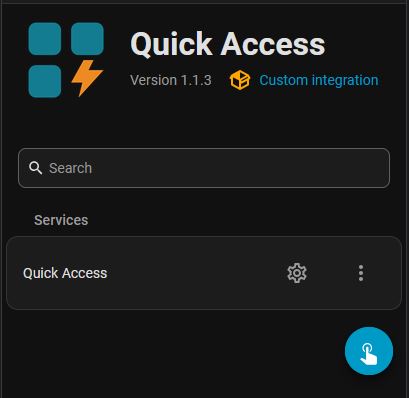 Quick Access
Version 1.1.3 Custom integration
Search
Services
Quick Access